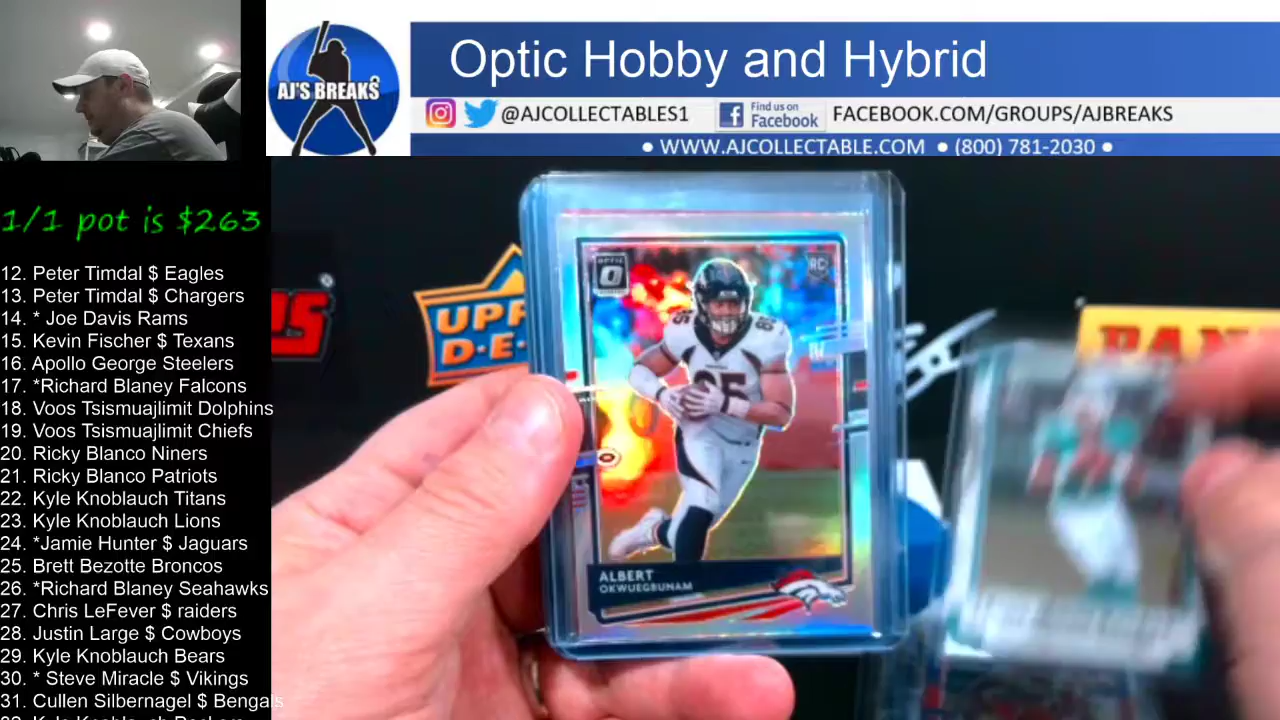 Optic Hobby and Hybrid
AJ'S BREAKS
@AJCOLLECTABLES1
Find us on
Facebook
FACEBOOK.COM/GROUPS/AJBREAKS
• WWW.AJCOLLECTABLE.COM • (800) 781-2030 •
1/1 pot is $263
12. Peter Timdal $ Eagles
13. Peter Timdal $ Chargers
14. * Joe Davis Rams
15. Kevin Fischer $ Texans
16. Apollo George Steelers
17. *Richard Blaney Falcons
18. Voos Tsismuajlimit Dolphins
19. Voos Tsismuajlimit Chiefs
20. Ricky Blanco Niners
21. Ricky Blanco Patriots
22. Kyle Knoblauch Titans
23. Kyle Knoblauch Lions
24. *Jamie Hunter $ Jaguars
25. Brett Bezotte Broncos
26. *Richard Blaney Seahawks
27. Chris LeFever $ raiders
28. Justin Large $ Cowboys
29. Kyle Knoblauch Bears
30. * Steve Miracle $ Vikings
31. Cullen Silbernagel $ Bengals
OPTIC
RC
85
ALBERT
OKWUEGBUNAM